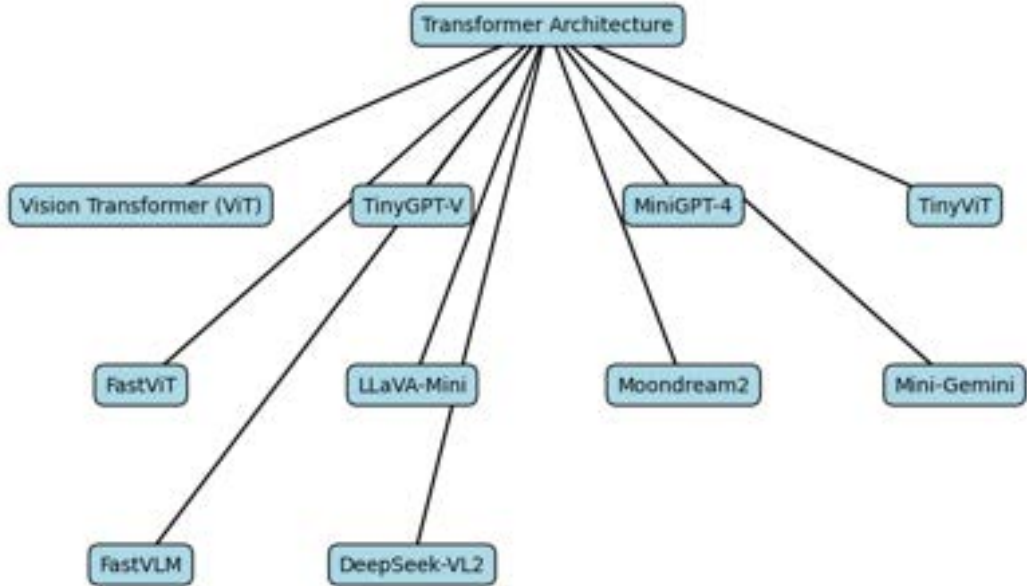 Transformer Architecture
Vision Transformer (ViT)
TinyGPT-V
MiniGPT-4
TinyViT
FastViT
LLaVA-Mini
Moondream2
Mini-Gemini
FastVLM
DeepSeek-VL2